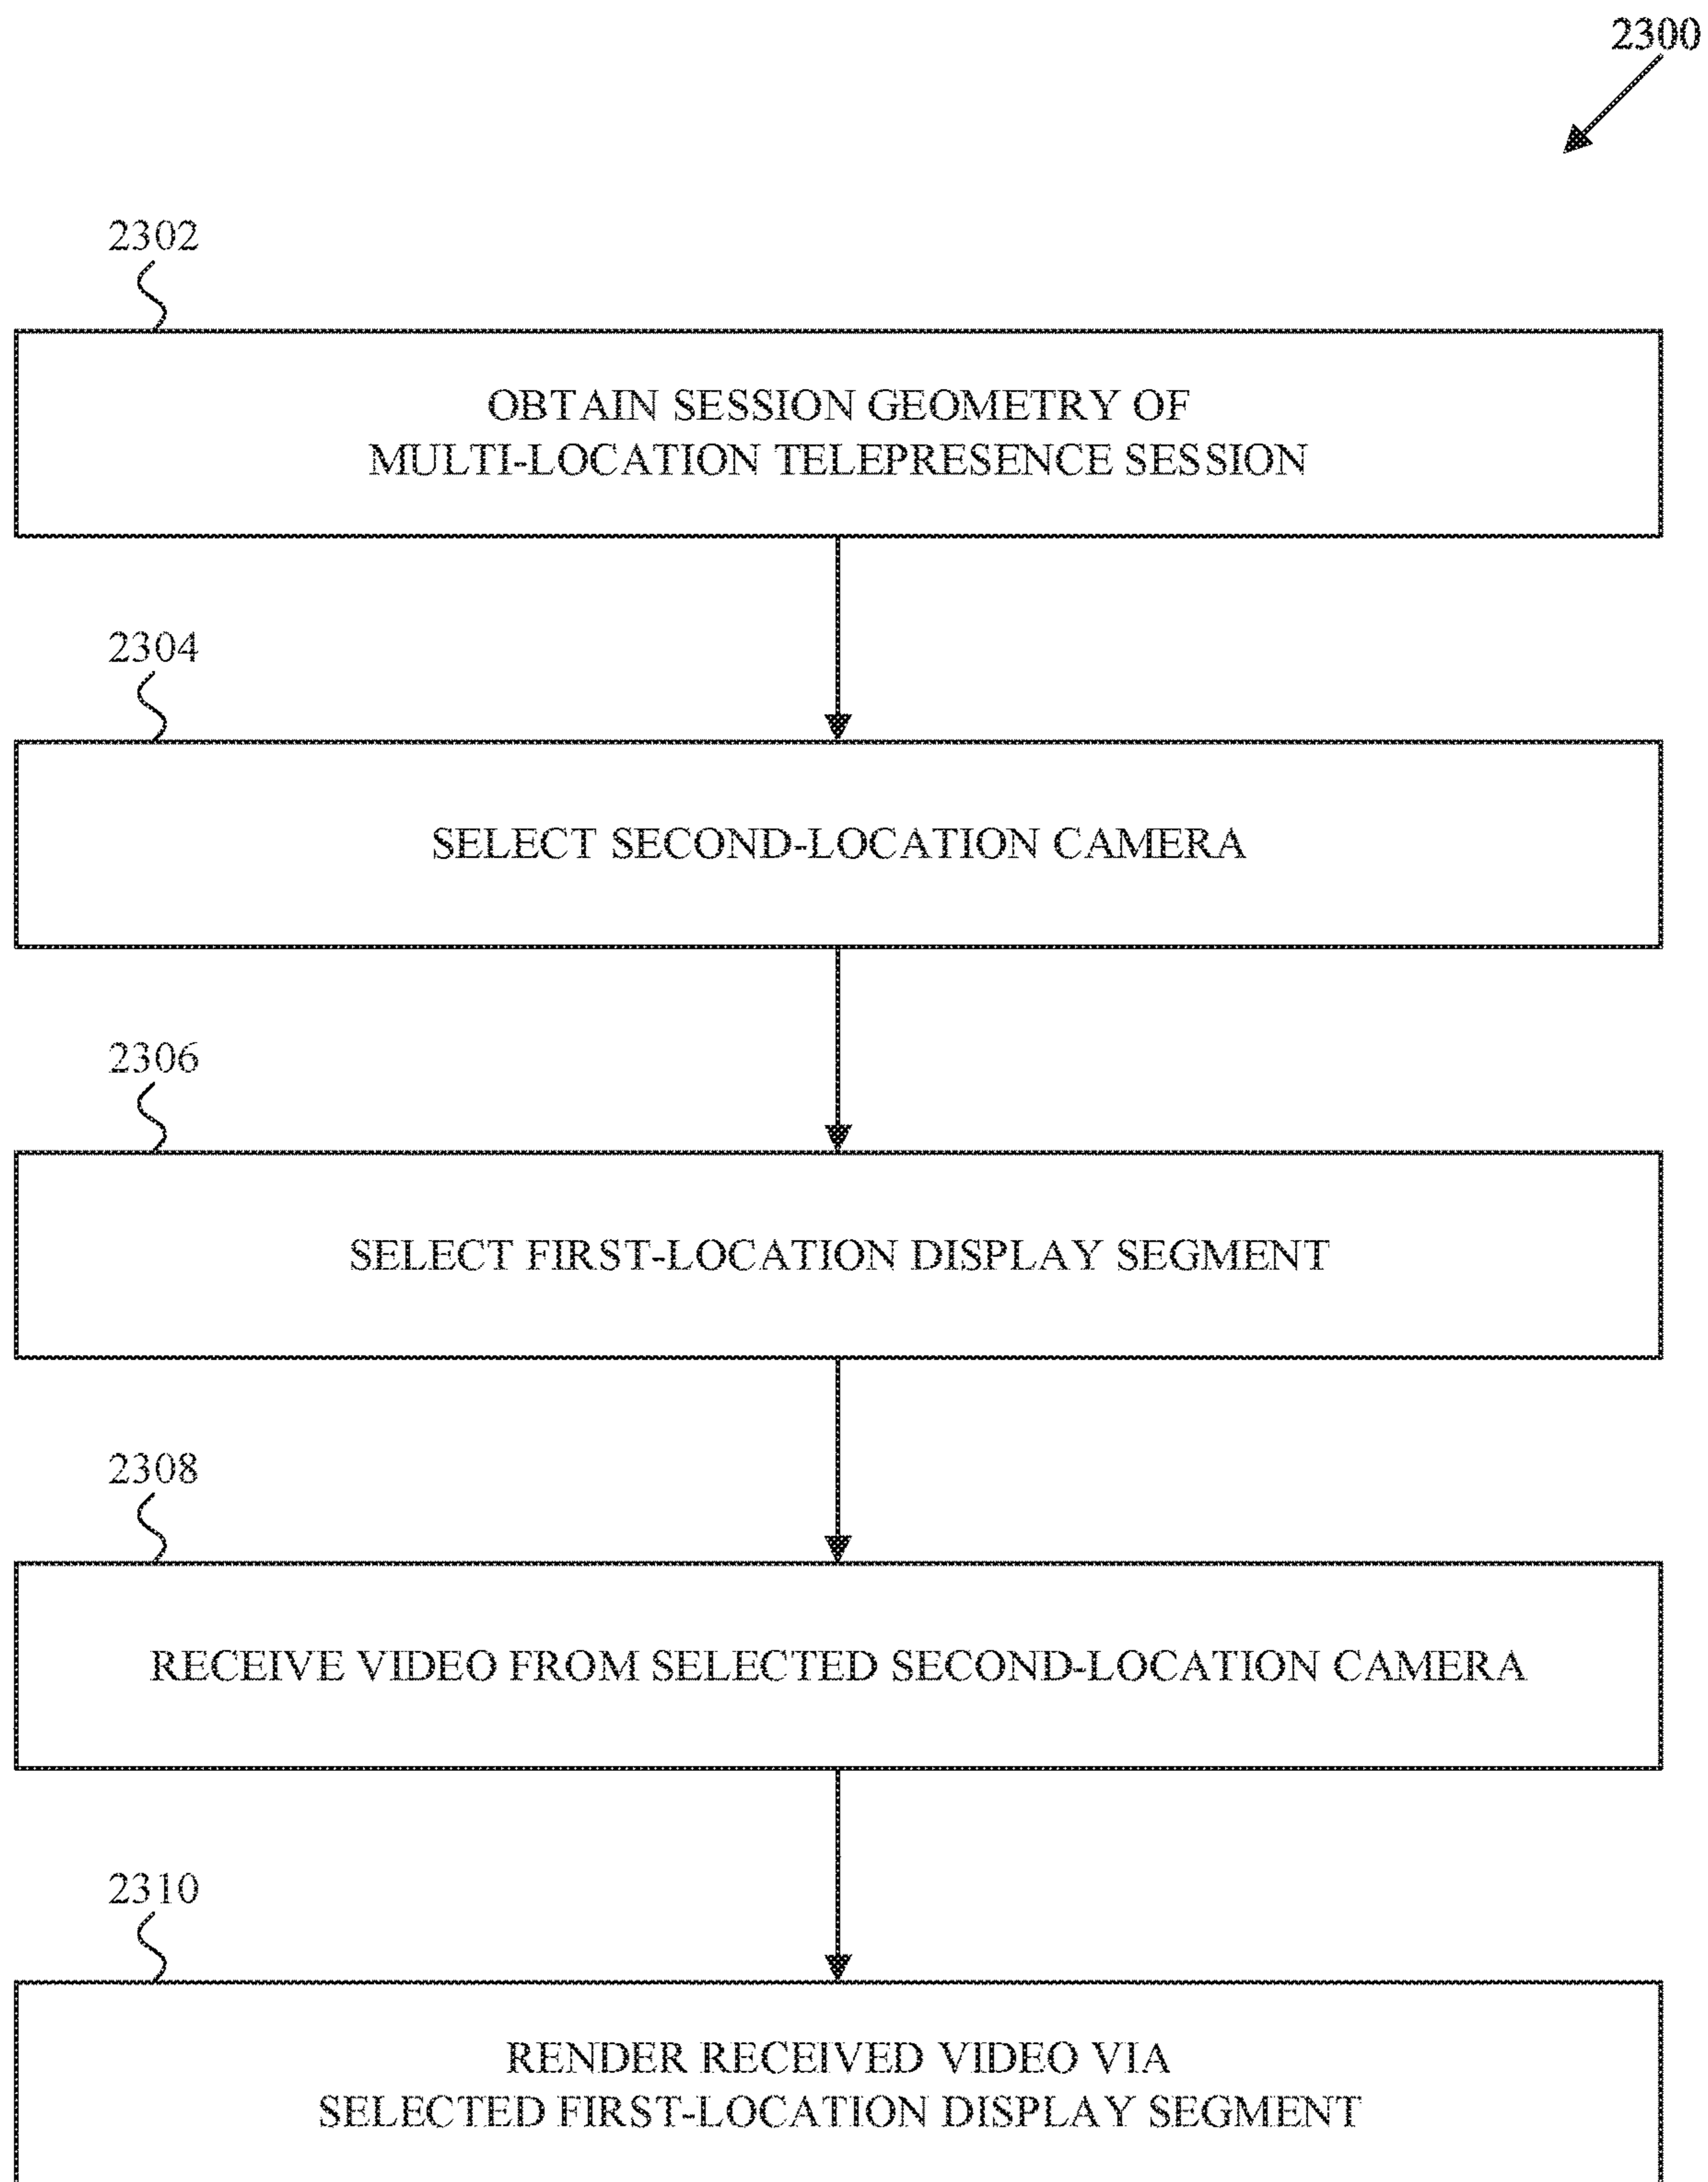 2300
2302
OBTAIN SESSION GEOMETRY OF
MULTI-LOCATION TELEPRESENCE SESSION
2304
SELECT SECOND-LOCATION CAMERA
2306
SELECT FIRST-LOCATION DISPLAY SEGMENT
2308
RECEIVE VIDEO FROM SELECTED SECOND-LOCATION CAMERA
2310
RENDER RECEIVED VIDEO VIA
SELECTED FIRST-LOCATION DISPLAY SEGMENT